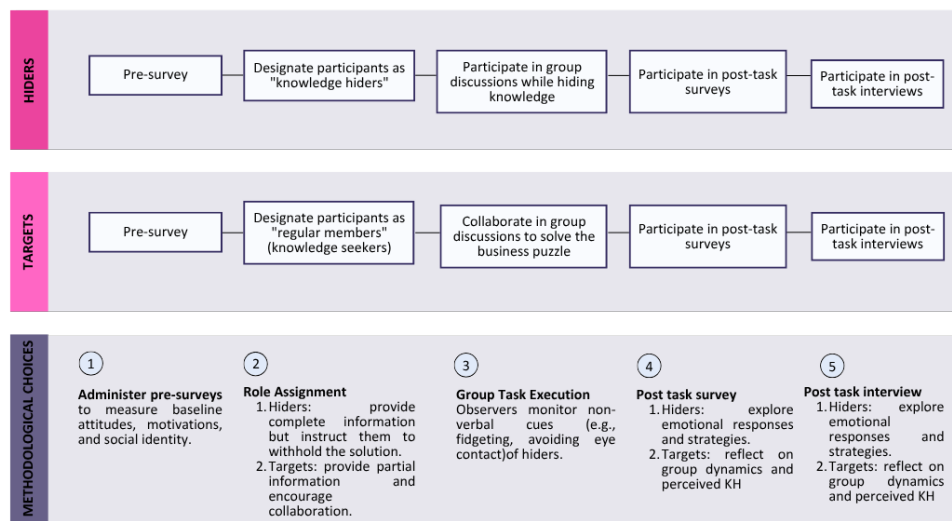 HIDERS
Pre-survey
Designate participants as
"knowledge hiders"
Participate in group
discussions while hiding
knowledge
Participate in post-task
surveys
Participate in post-
task interviews
TARGETS
Pre-survey
Designate participants as
"regular members"
(knowledge seekers)
Collaborate in group
discussions to solve the
business puzzle
Participate in post-task
surveys
Participate in post-
task interviews
METHODOLOGICAL CHOICES
1
Administer pre-surveys
to measure baseline
attitudes, motivations,
and social identity.
2
Role Assignment
1. Hiders: provide
complete information
but instruct them to
withhold the solution.
2. Targets: provide partial
information and
encourage
collaboration.
3
Group Task Execution
Observers monitor non-
verbal cues (e.g.,
fidgeting, avoiding eye
contact)of hiders.
4
Post task survey
1. Hiders: explore
emotional responses
and strategies.
2. Targets: reflect on
group dynamics and
perceived KH
5
Post task interview
1. Hiders: explore
emotional
responses and
strategies.
2. Targets: reflect on
group dynamics
and perceived KH